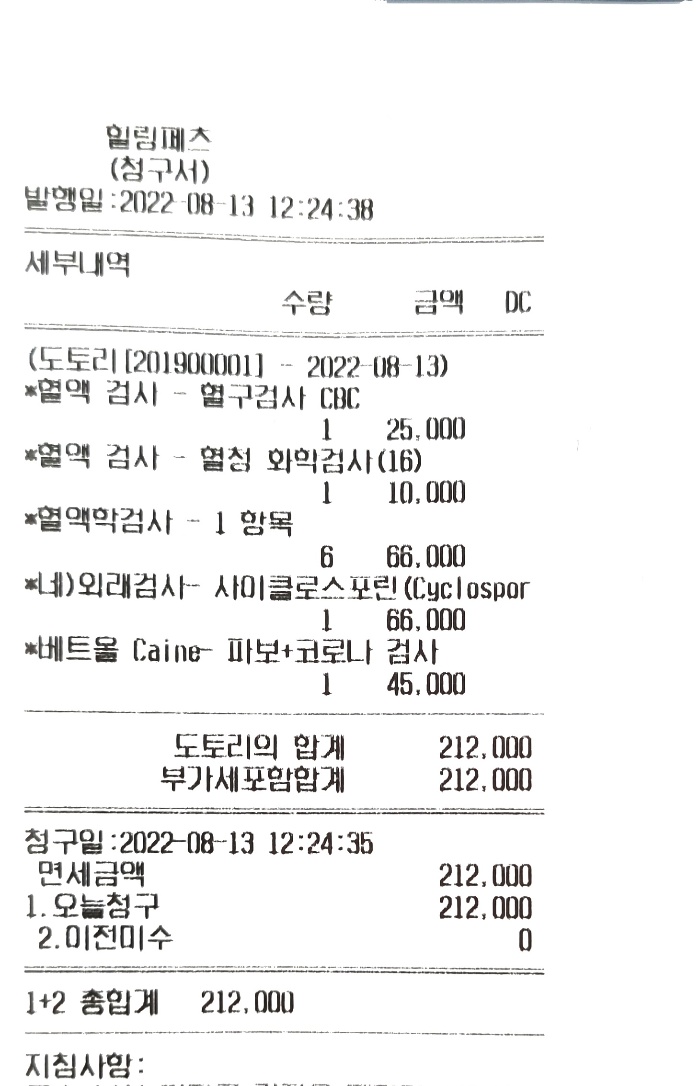 힐링페츠
(청구서)
발행일:2022-08-13 12:24:38
세부내역
수량 금액 DC
(도토리[201900001] - 2022-08-13)
*혈액 검사 - 혈구검사 CBC
1 25,000
*혈액 검사 - 혈청 화학검사(16)
1 10,000
*혈액학검사 - 1 항목
6 66,000
*네)외래검사- 사이클로스포린(Cyclospor
1 66,000
*베트올 Caine- 파보+코로나 검사
1 45,000
도토리의 합계 212,000
부가세포함합계 212,000
청구일:2022-08-13 12:24:35
면세금액 212,000
1.오늘청구 212,000
2.이전미수 0
1+2 총합계 212,000
지침사항: